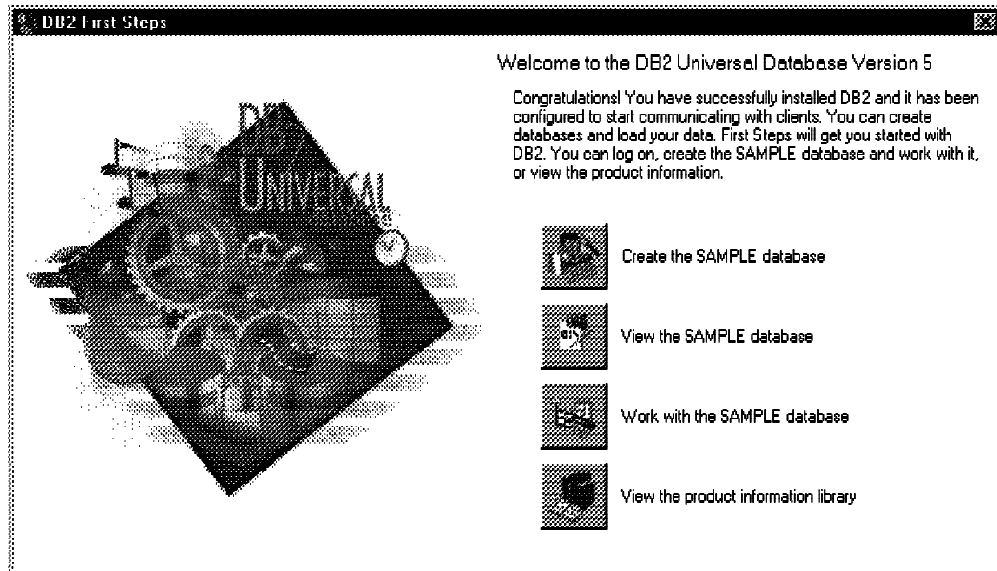 DB2 First Steps
Welcome to the DB2 Universal Database Version 5
Congratulations! You have successfully installed DB2 and it has been
configured to start communicating with clients. You can create
databases and load your data. First Steps will get you started with
DB2. You can log on, create the SAMPLE database and work with it,
or view the product information.
DB2
UNIVERSAL
Create the SAMPLE database
View the SAMPLE database
Work with the SAMPLE database
View the product information library